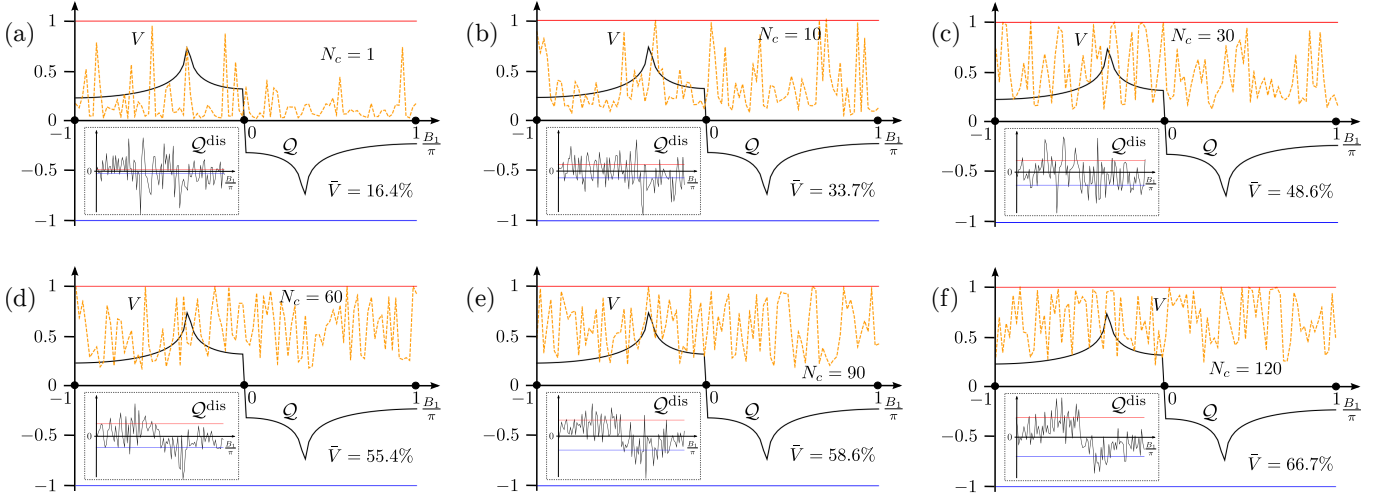 (a)
1
0.5
0
−0.5
−1
V
N_c = 1
−1
0
1
B_1/π
Q^dis
0
B_1/π
Q
V̄ = 16.4%
(b)
1
0.5
0
−0.5
−1
V
N_c = 10
−1
0
1
B_1/π
Q^dis
0
B_1/π
Q
V̄ = 33.7%
(c)
1
0.5
0
−0.5
−1
V
N_c = 30
−1
0
1
B_1/π
Q^dis
0
B_1/π
Q
V̄ = 48.6%
(d)
1
0.5
0
−0.5
−1
V
N_c = 60
−1
0
1
B_1/π
Q^dis
0
B_1/π
Q
V̄ = 55.4%
(e)
1
0.5
0
−0.5
−1
V
N_c = 90
−1
0
1
B_1/π
Q^dis
0
B_1/π
Q
V̄ = 58.6%
(f)
1
0.5
0
−0.5
−1
V
N_c = 120
−1
0
1
B_1/π
Q^dis
0
B_1/π
Q
V̄ = 66.7%